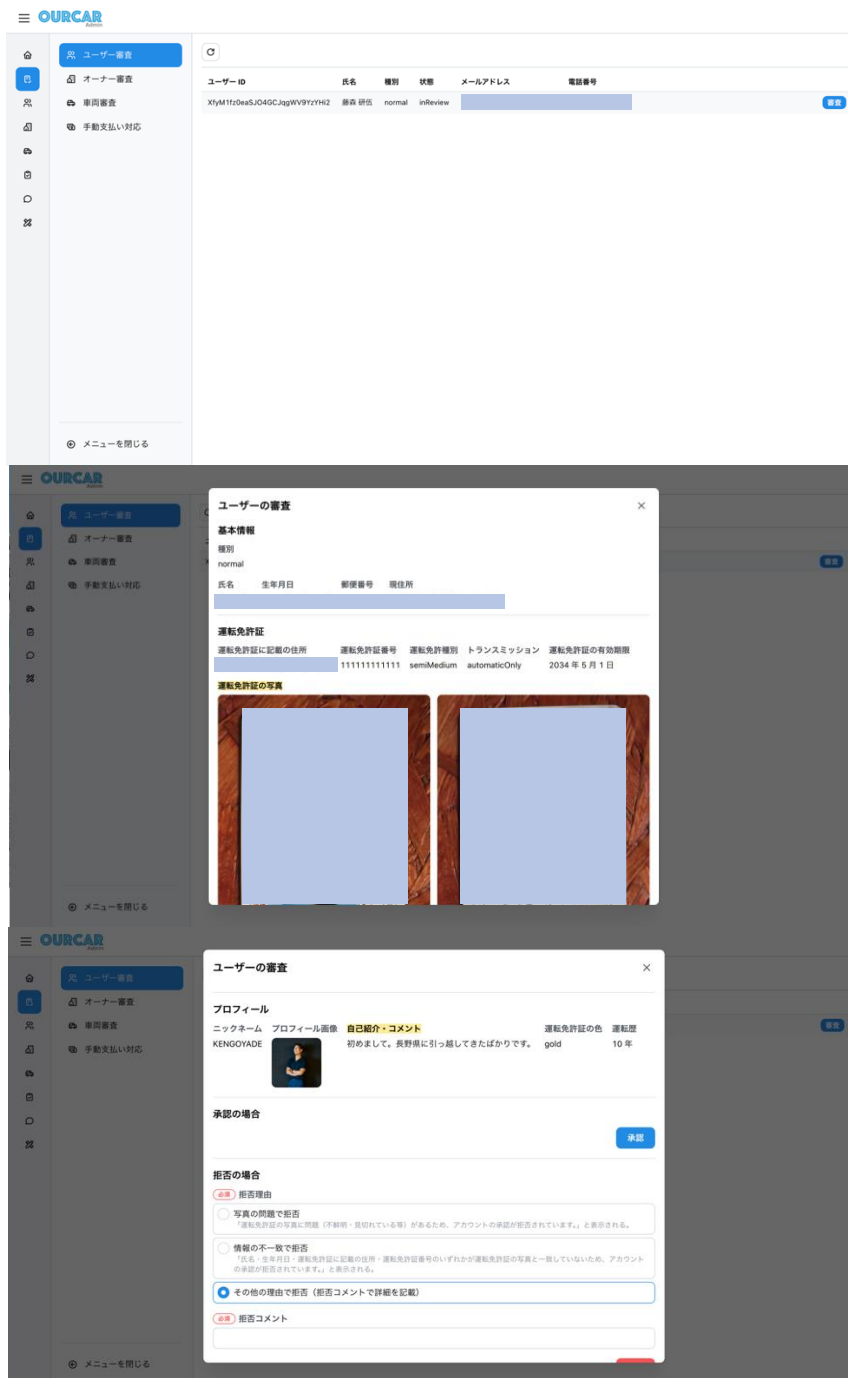 OURCAR
Admin
ユーザー審査
オーナー審査
車両審査
手動支払い対応
メニューを閉じる
ユーザー ID 氏名 種別 状態 メールアドレス 電話番号
XfyM1fz0eaSJO4GCJqgWV9YzYHi2 藤森 研伍 normal inReview 審査
OURCAR
Admin
ユーザー審査
オーナー審査
車両審査
手動支払い対応
メニューを閉じる
審査
ユーザーの審査
基本情報
種別
normal
氏名 生年月日 郵便番号 現住所
運転免許証
運転免許証に記載の住所 運転免許証番号 運転免許種別 トランスミッション 運転免許証の有効期限
111111111111 semiMedium automaticOnly 2034 年 5 月 1 日
運転免許証の写真
OURCAR
Admin
ユーザー審査
オーナー審査
車両審査
手動支払い対応
メニューを閉じる
審査
ユーザーの審査
プロフィール
ニックネーム プロフィール画像 自己紹介・コメント 運転免許証の色 運転歴
KENGOYADE 初めまして。長野県に引っ越してきたばかりです。 gold 10 年
承認の場合
承認
拒否の場合
必須 拒否理由
写真の問題で拒否
「運転免許証の写真に問題（不鮮明・見切れている等）があるため、アカウントの承認が拒否されています。」と表示される。
情報の不一致で拒否
「氏名・生年月日・運転免許証に記載の住所・運転免許証番号のいずれかが運転免許証の写真と一致していないため、アカウント
の承認が拒否されています。」と表示される。
その他の理由で拒否（拒否コメントで詳細を記載）
必須 拒否コメント